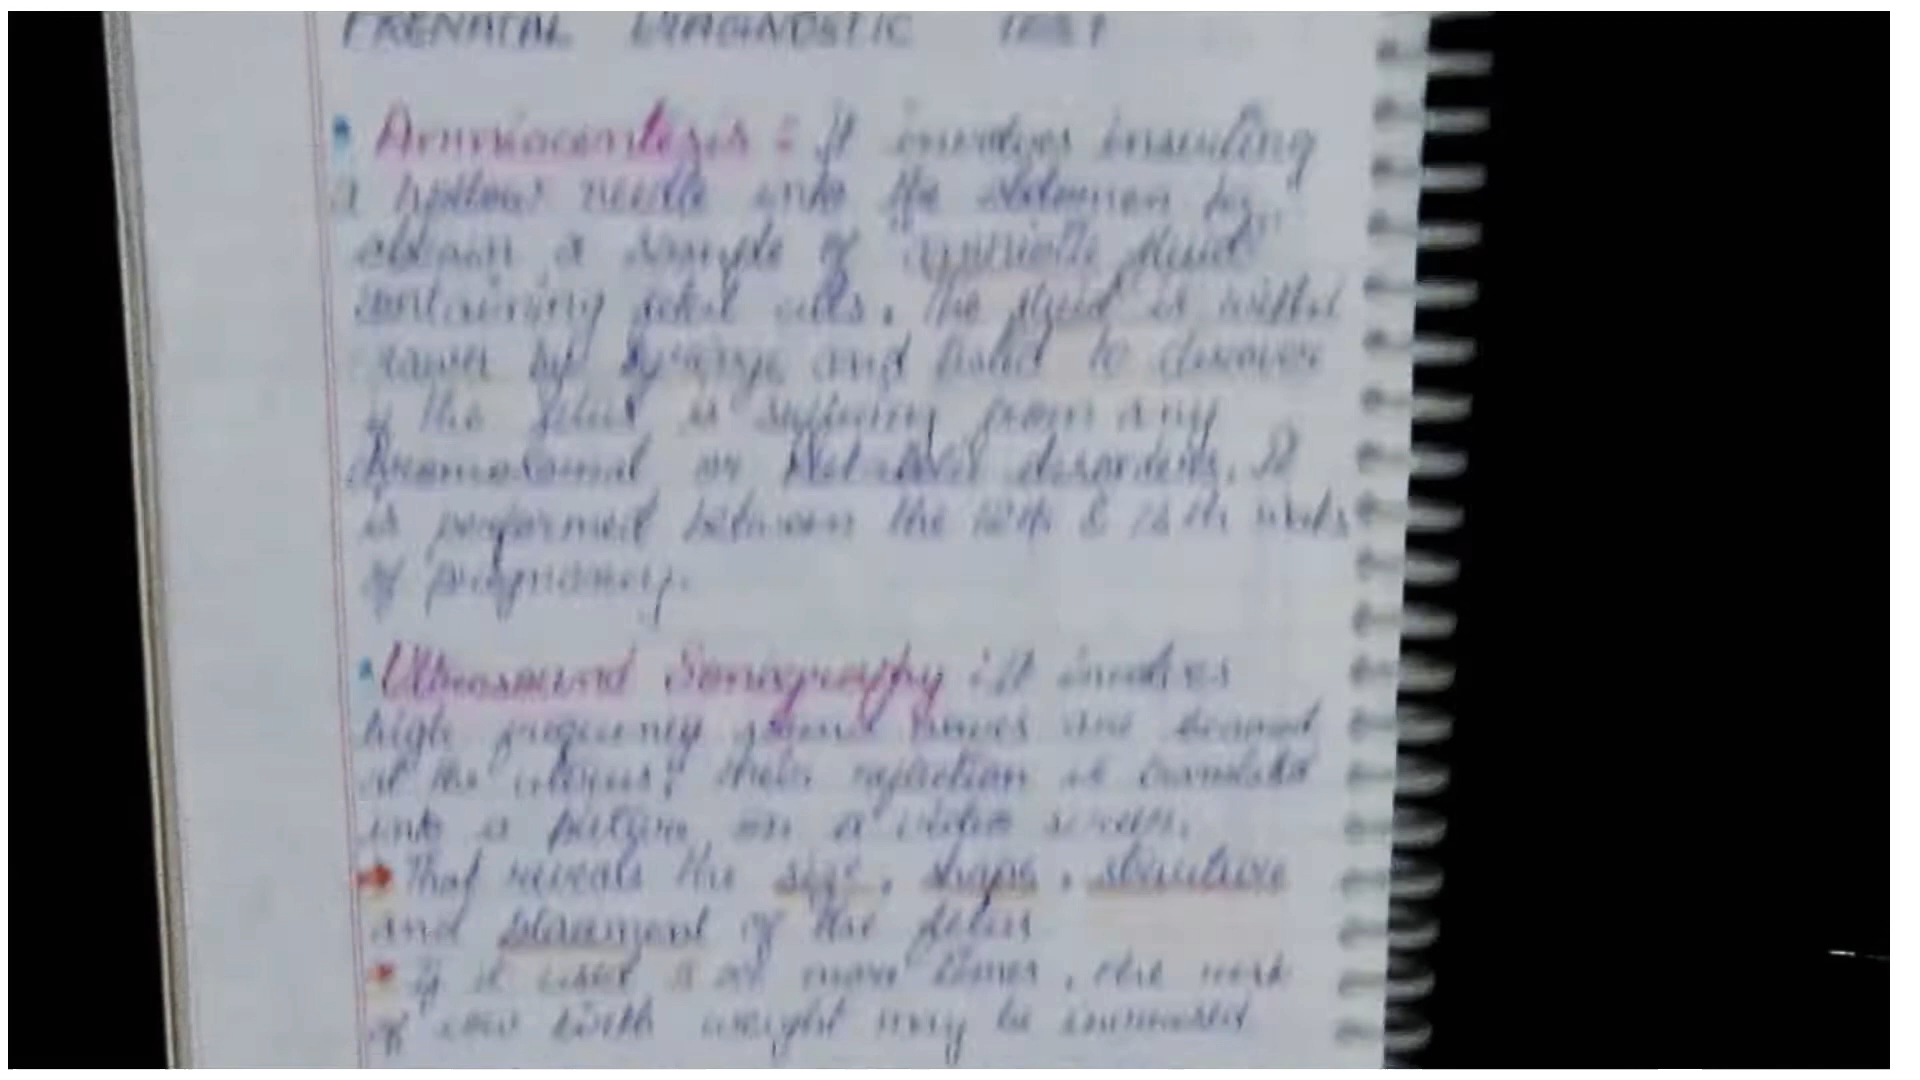 PRENATAL DIAGNOSTIC TEST
• Amniocentesis : it involves inserting
a hollow needle into the abdomen to
obtain a sample of "amniotic fluid"
containing fetal cells. The fluid is withd
rawn by syringe and to discover
if the fetus is suffering from any
chromosomal or Metabolic disorders. It
is performed between the & weeks
of pregnancy.
• Ultrasound Sonography : It involves
high frequency sound waves are beamed
at the uterus; their reflection is translated
into a picture on a video screen.
→ That reveals the size, shape, structure
and placement of the fetus
If it used 5 or more times, the risk
of low birth weight may be increased